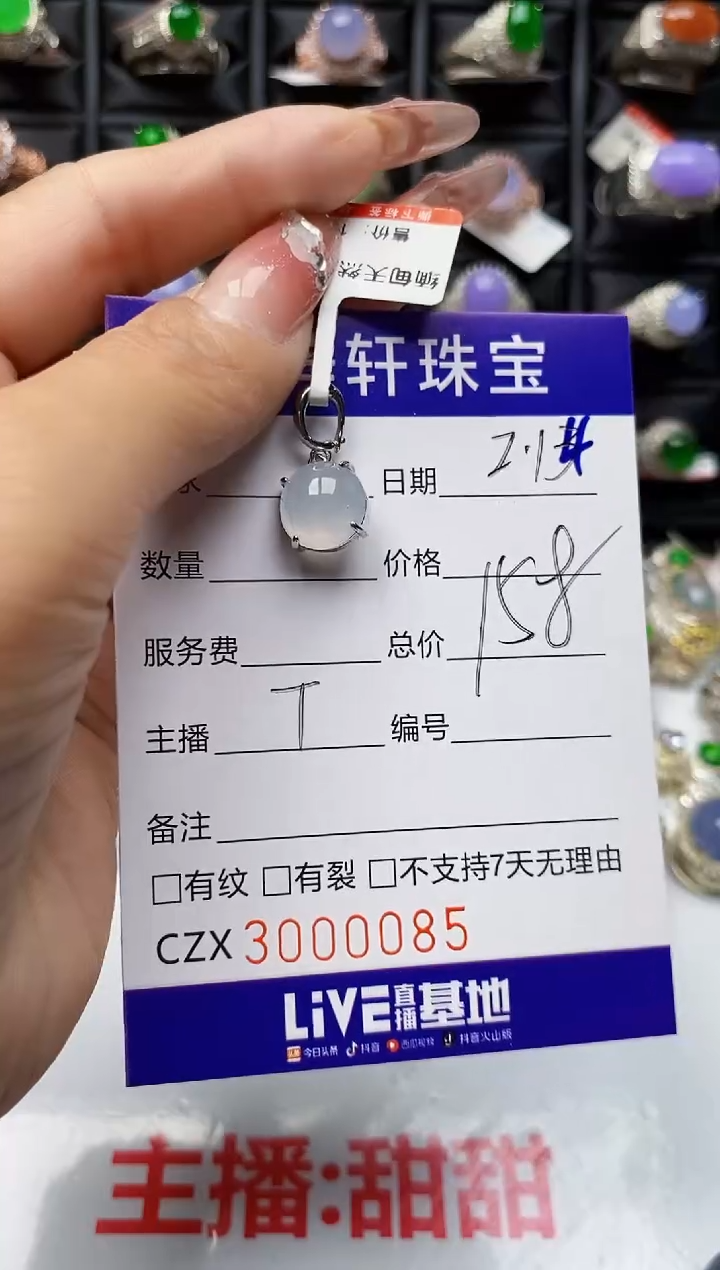 售价:1
缅甸天然
轩珠宝
日期 2.14
数量 价格 158
服务费 总价
主播 T 编号
备注
□有纹 □有裂 □不支持7天无理由
CZX 3000085
LiVE直播基地
今日头条 抖音 西瓜视频 抖音火山版
主播:甜甜